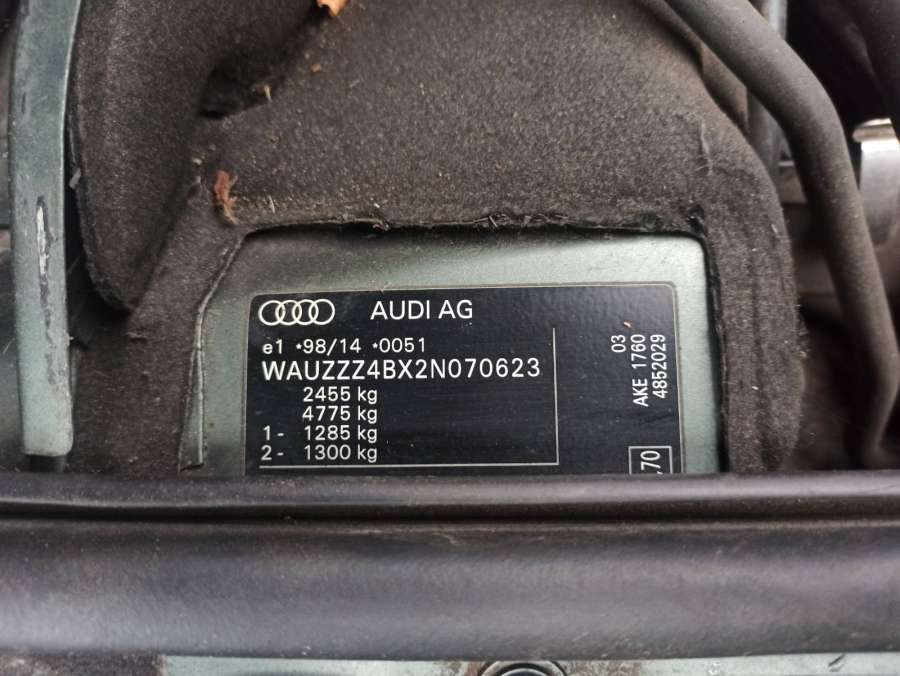 AUDI AG
e1 *98/14 *0051
WAUZZZ4BX2N070623
2455 kg
4775 kg
1- 1285 kg
2- 1300 kg
03
AKE 1760
4852029
,70